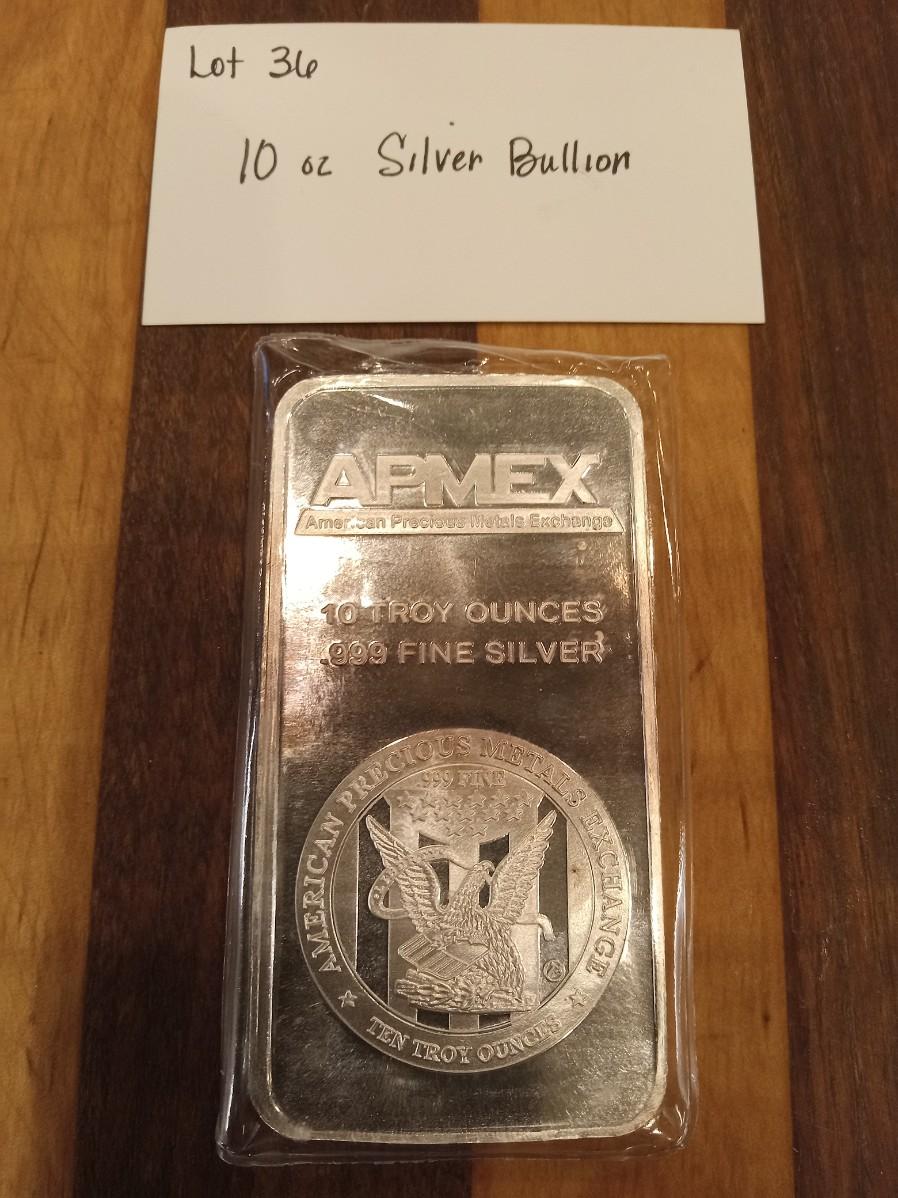 Lot 36
10 oz Silver Bullion
APMEX
American Precious Metals Exchange
10 TROY OUNCES
.999 FINE SILVER
AMERICAN PRECIOUS METALS EXCHANGE
.999 FINE
TEN TROY OUNCES